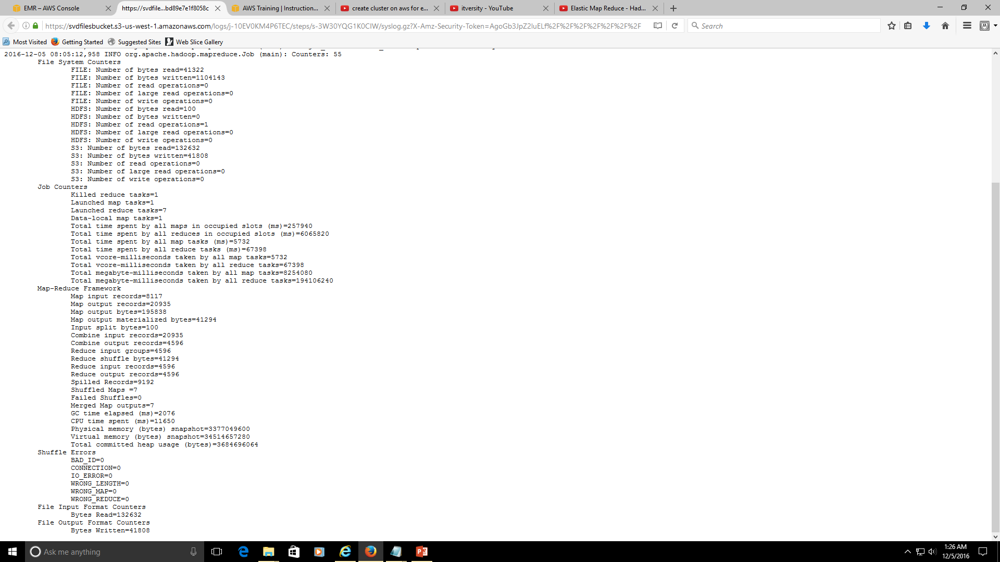 EMR – AWS Console
https://svdfile...bd89e7e1f8058c
AWS Training | Instruction...
create cluster on aws for e...
itversity - YouTube
Elastic Map Reduce - Had...
https://svdfilesbucket.s3-us-west-1.amazonaws.com/logs/j-10EV0KM4P6TEC/steps/s-3W30YQG1K0CIW/syslog.gz?X-Amz-Security-Token=AgoGb3JpZ2luELf%2F%2F%2F%2F%2F%2F%2F
Search
Most Visited
Getting Started
Suggested Sites
Web Slice Gallery
2016-12-05 08:05:12,958 INFO org.apache.hadoop.mapreduce.Job (main): Counters: 55
File System Counters
FILE: Number of bytes read=41322
FILE: Number of bytes written=1104143
FILE: Number of read operations=0
FILE: Number of large read operations=0
FILE: Number of write operations=0
HDFS: Number of bytes read=100
HDFS: Number of bytes written=0
HDFS: Number of read operations=1
HDFS: Number of large read operations=0
HDFS: Number of write operations=0
S3: Number of bytes read=132632
S3: Number of bytes written=41808
S3: Number of read operations=0
S3: Number of large read operations=0
S3: Number of write operations=0
Job Counters
Killed reduce tasks=1
Launched map tasks=1
Launched reduce tasks=7
Data-local map tasks=1
Total time spent by all maps in occupied slots (ms)=257940
Total time spent by all reduces in occupied slots (ms)=6065820
Total time spent by all map tasks (ms)=5732
Total time spent by all reduce tasks (ms)=67398
Total vcore-milliseconds taken by all map tasks=5732
Total vcore-milliseconds taken by all reduce tasks=67398
Total megabyte-milliseconds taken by all map tasks=8254080
Total megabyte-milliseconds taken by all reduce tasks=194106240
Map-Reduce Framework
Map input records=8117
Map output records=20935
Map output bytes=195838
Map output materialized bytes=41294
Input split bytes=100
Combine input records=20935
Combine output records=4596
Reduce input groups=4596
Reduce shuffle bytes=41294
Reduce input records=4596
Reduce output records=4596
Spilled Records=9192
Shuffled Maps =7
Failed Shuffles=0
Merged Map outputs=7
GC time elapsed (ms)=2076
CPU time spent (ms)=11650
Physical memory (bytes) snapshot=3377049600
Virtual memory (bytes) snapshot=34514657280
Total committed heap usage (bytes)=3684696064
Shuffle Errors
BAD_ID=0
CONNECTION=0
IO_ERROR=0
WRONG_LENGTH=0
WRONG_MAP=0
WRONG_REDUCE=0
File Input Format Counters
Bytes Read=132632
File Output Format Counters
Bytes Written=41808
Ask me anything
1:26 AM
12/5/2016